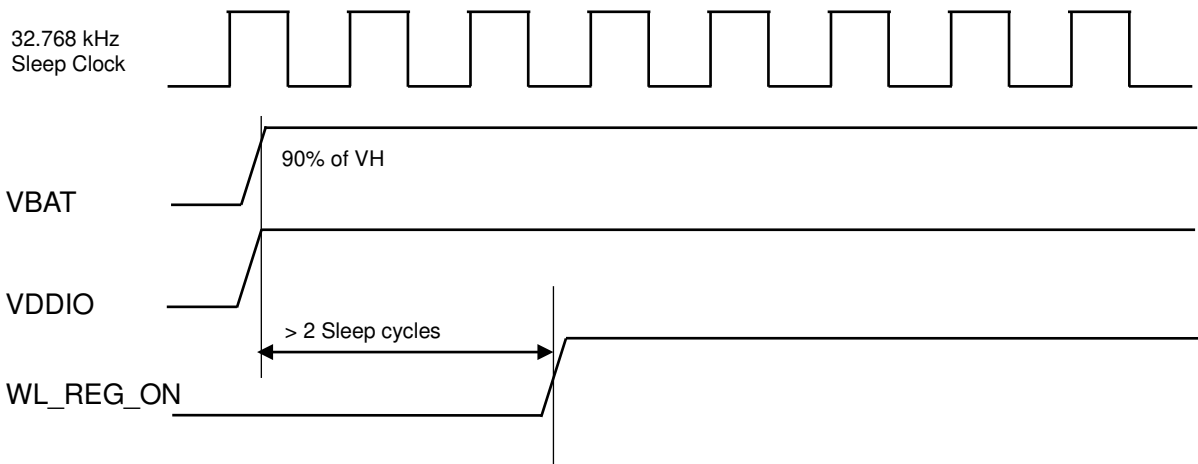 32.768 kHz
Sleep Clock
90% of VH
VBAT
VDDIO
> 2 Sleep cycles
WL_REG_ON